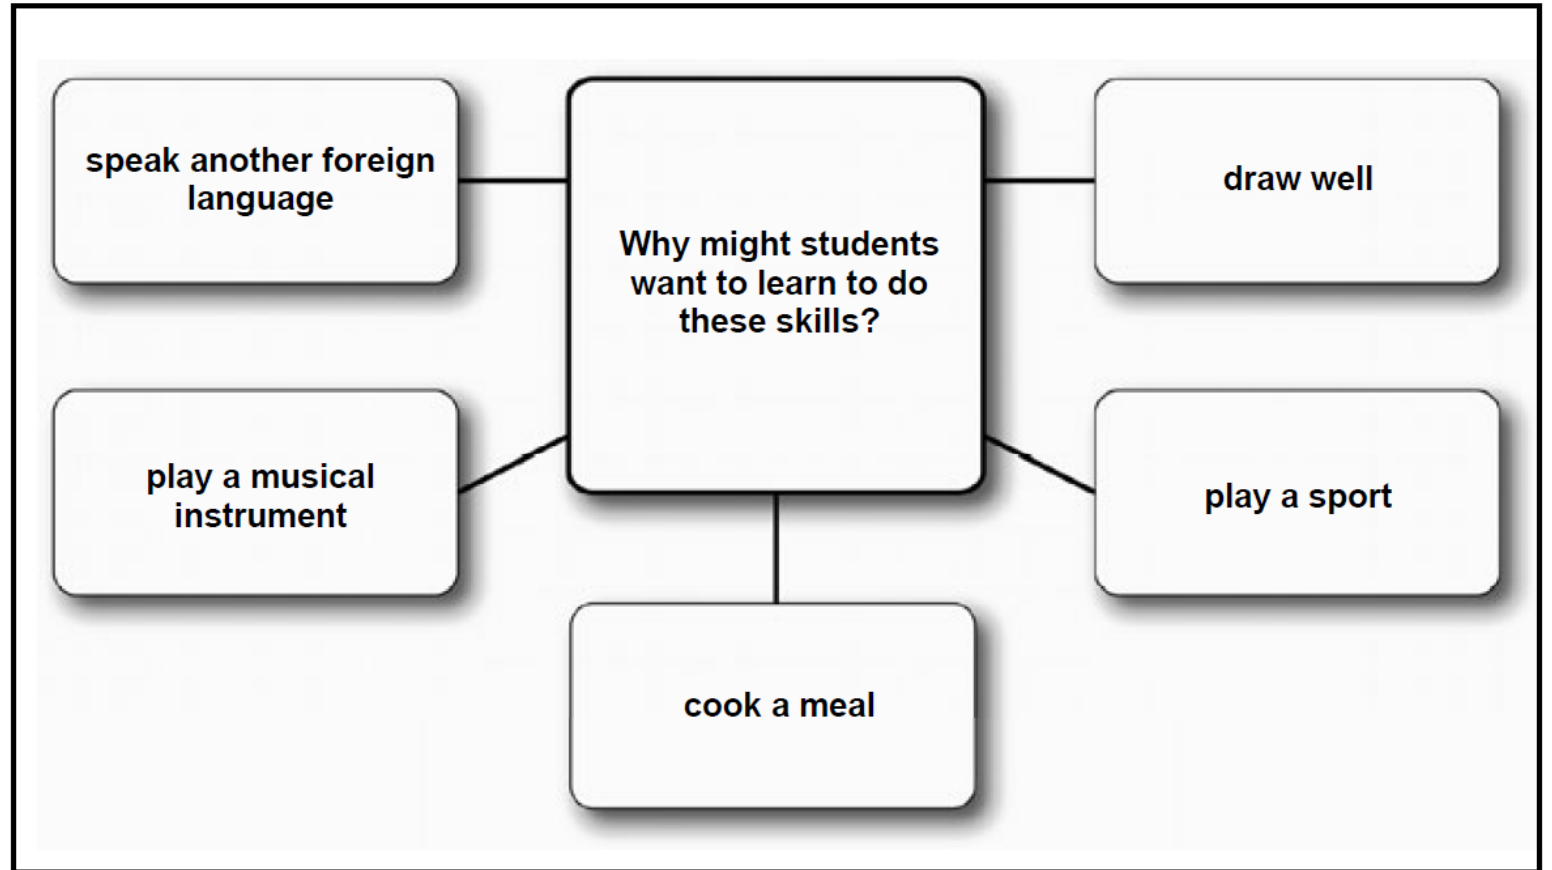 speak another foreign
language
Why might students
want to learn to do
these skills?
draw well
play a musical
instrument
play a sport
cook a meal